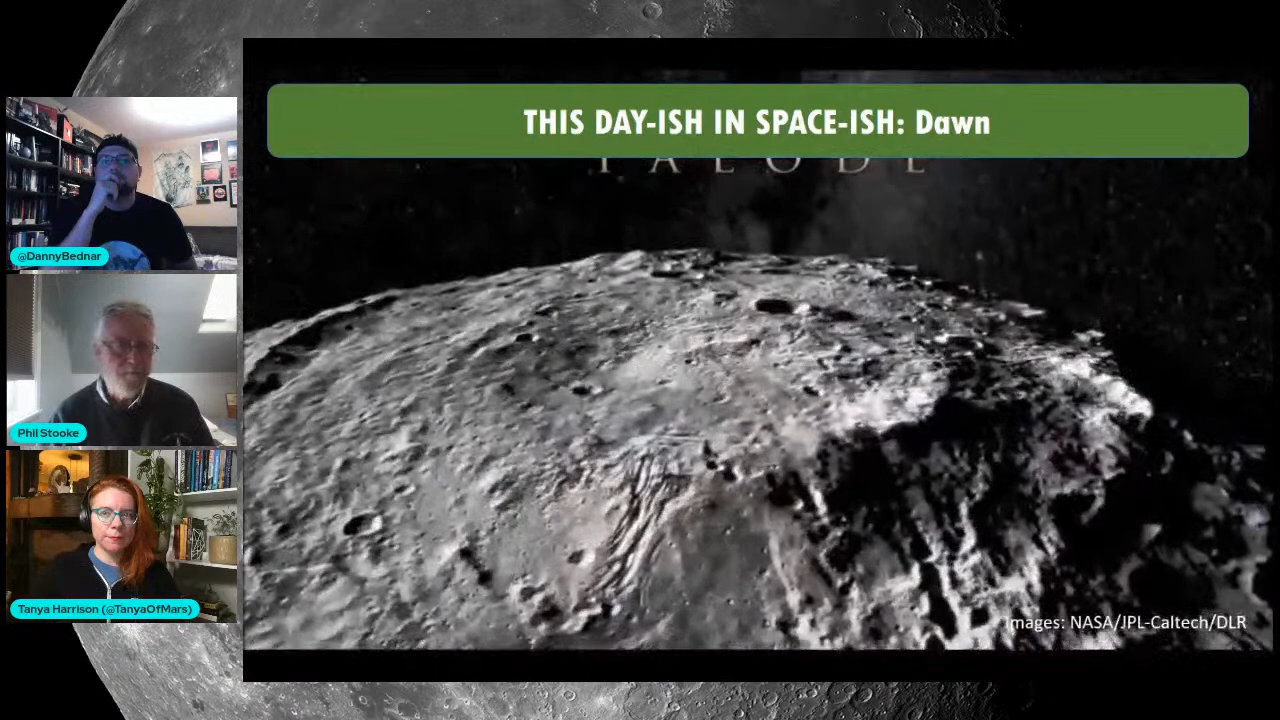 THIS DAY-ISH IN SPACE-ISH: Dawn
@DannyBednar
Phil Stooke
Tanya Harrison (@TanyaOfMars)
Images: NASA/JPL-Caltech/DLR